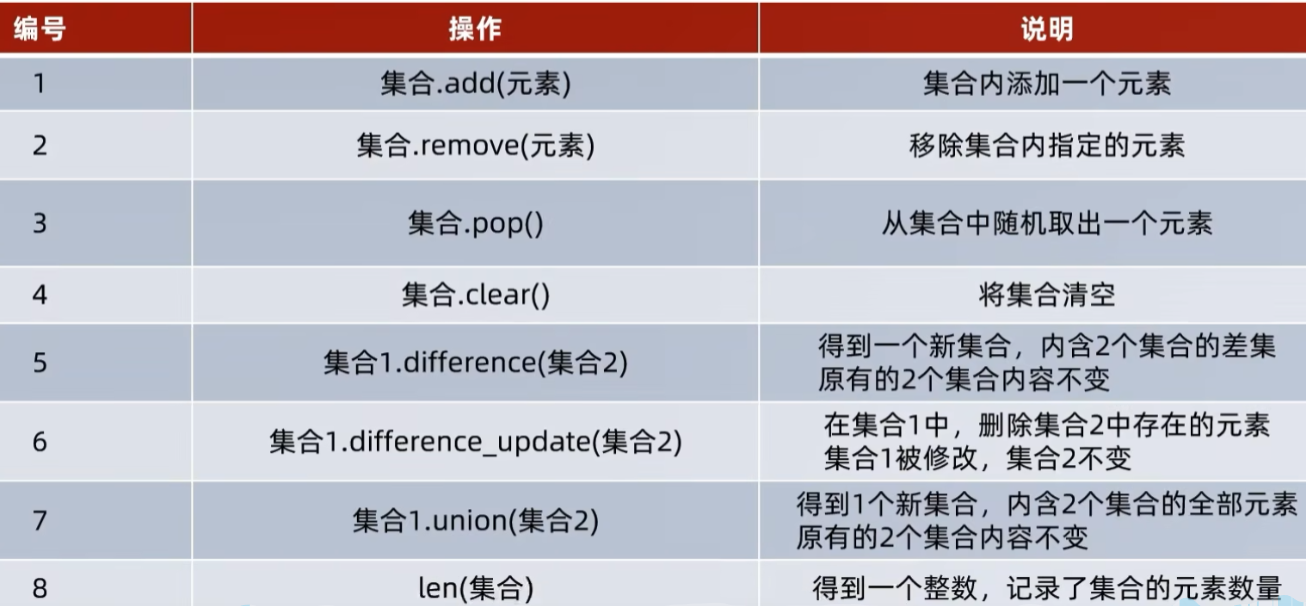 编号 操作 说明
1 集合.add(元素) 集合内添加一个元素
2 集合.remove(元素) 移除集合内指定的元素
3 集合.pop() 从集合中随机取出一个元素
4 集合.clear() 将集合清空
5 集合1.difference(集合2) 得到一个新集合，内含2个集合的差集
原有的2个集合内容不变
6 集合1.difference_update(集合2) 在集合1中，删除集合2中存在的元素
集合1被修改，集合2不变
7 集合1.union(集合2) 得到1个新集合，内含2个集合的全部元素
原有的2个集合内容不变
8 len(集合) 得到一个整数，记录了集合的元素数量